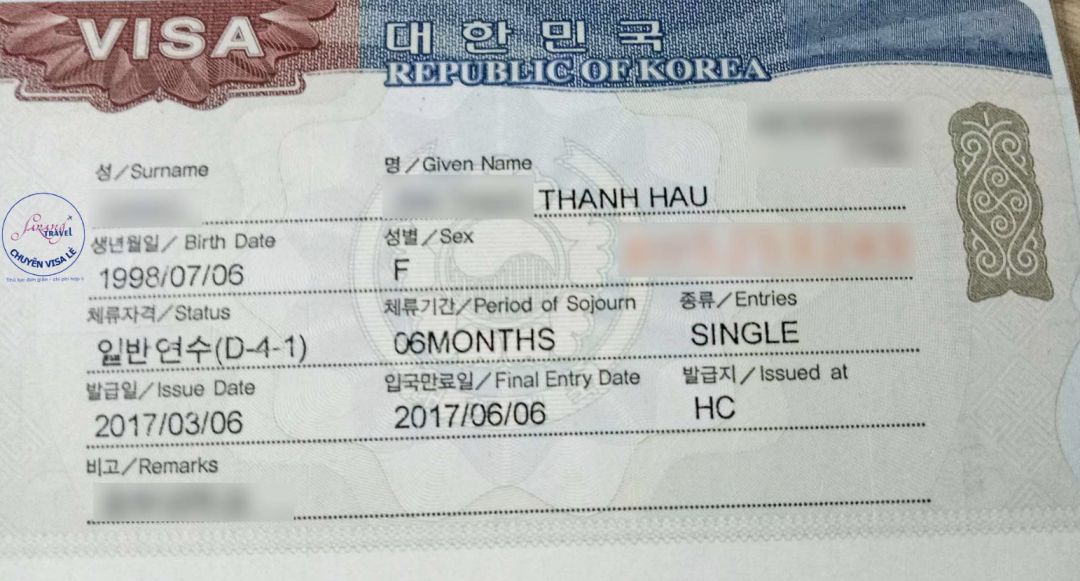 VISA
대한민국
REPUBLIC OF KOREA
성/Surname
명/Given Name
THANH HAU
생년월일/Birth Date
성별/Sex
1998/07/06
F
체류자격/Status
체류기간/Period of Sojourn
종류/Entries
일반연수(D-4-1)
06MONTHS
SINGLE
발급일/Issue Date
입국만료일/Final Entry Date
발급지/Issued at
2017/03/06
2017/06/06
HC
비고/Remarks
TRAVEL
CHUYÊN VISA LẺ